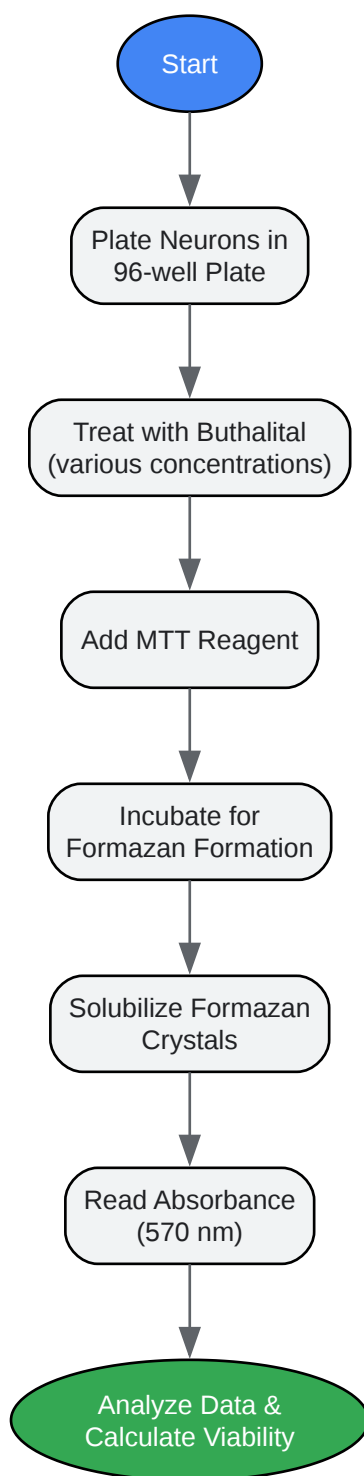 Start
Plate Neurons in
96-well Plate
Treat with Buthalital
(various concentrations)
Add MTT Reagent
Incubate for
Formazan Formation
Solubilize Formazan
Crystals
Read Absorbance
(570 nm)
Analyze Data &
Calculate Viability